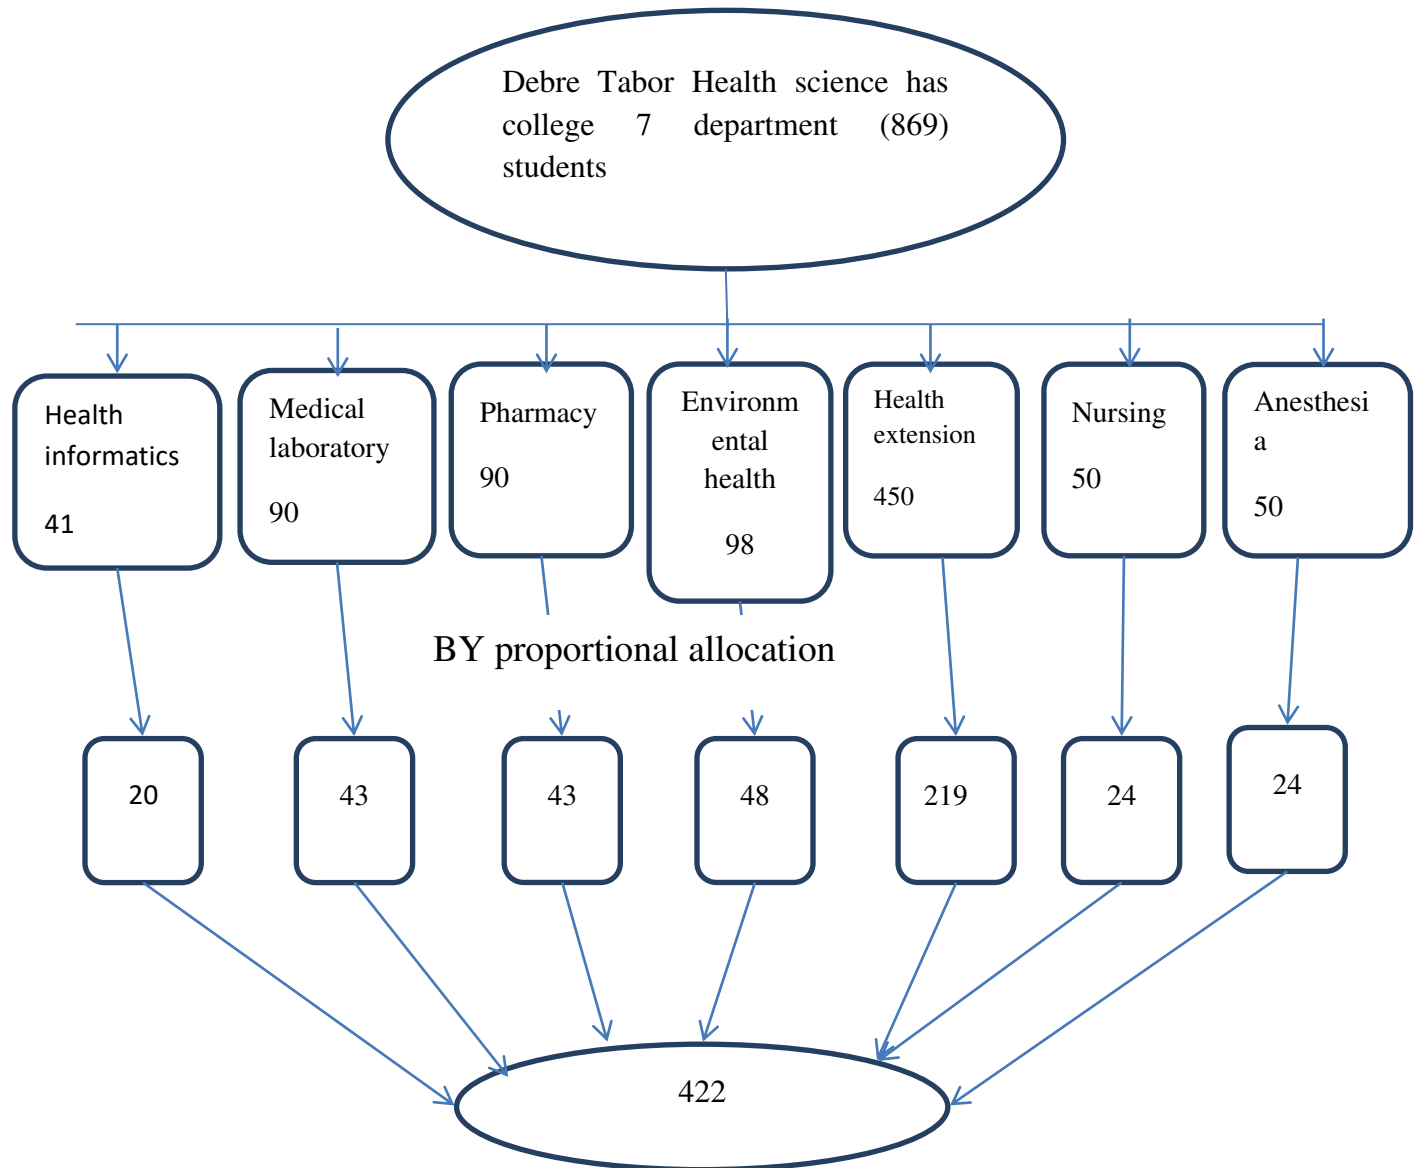 Debre Tabor Health science has
college 7 department (869)
students
Health
informatics
41
Medical
laboratory
90
Pharmacy
90
Environm
ental
health
98
Health
extension
450
Nursing
50
Anesthesi
a
50
BY proportional allocation
20
43
43
48
219
24
24
422